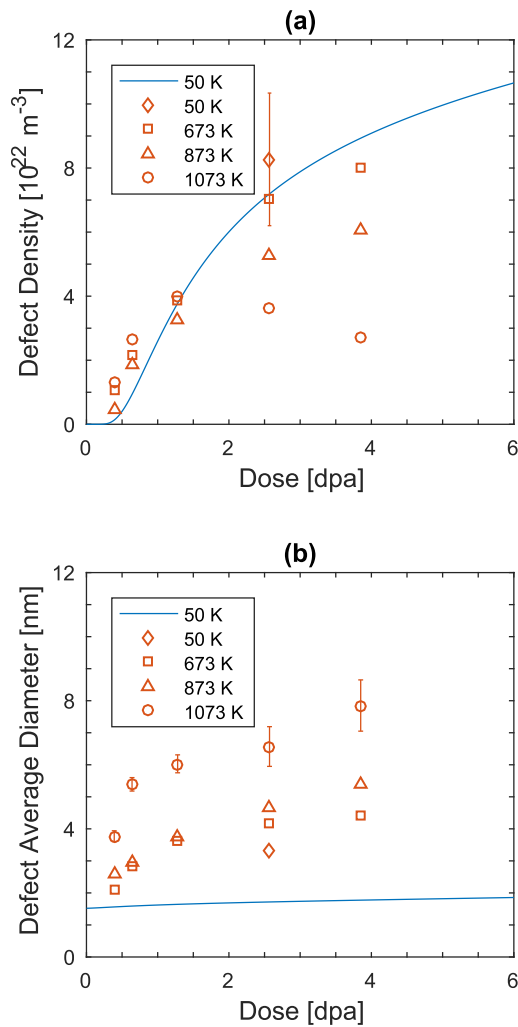 (a)
12
8
4
0
Defect Density [10^22 m^-3]
50 K
50 K
673 K
873 K
1073 K
0 2 4 6
Dose [dpa]
(b)
12
8
4
0
Defect Average Diameter [nm]
50 K
50 K
673 K
873 K
1073 K
0 2 4 6
Dose [dpa]